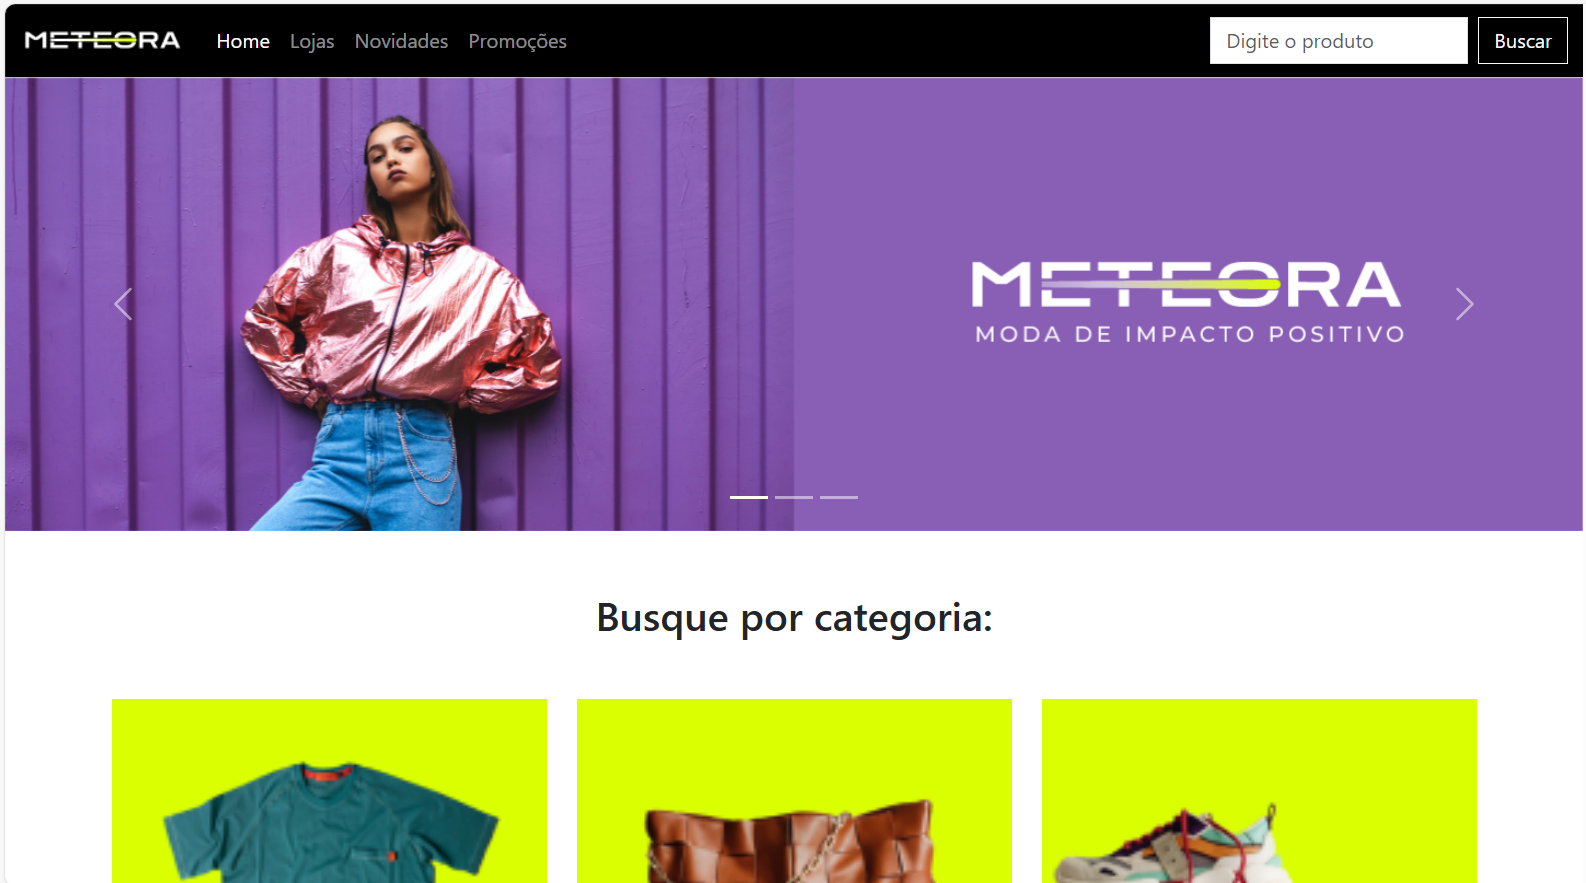 METEORA Home Lojas Novidades Promoções Digite o produto Buscar
METEORA
MODA DE IMPACTO POSITIVO
Busque por categoria: